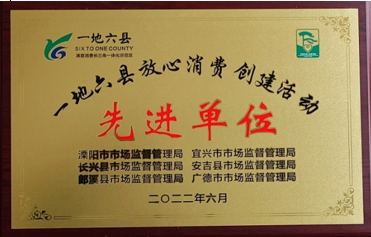 一地六县
SIX TO ONE COUNTY
一地六县放心消费创建活动
先进单位
溧阳市市场监督管理局 宜兴市市场监督管理局
长兴县市场监督管理局 安吉县市场监督管理局
郎溪县市场监督管理局 广德市市场监督管理局
二〇二二年六月